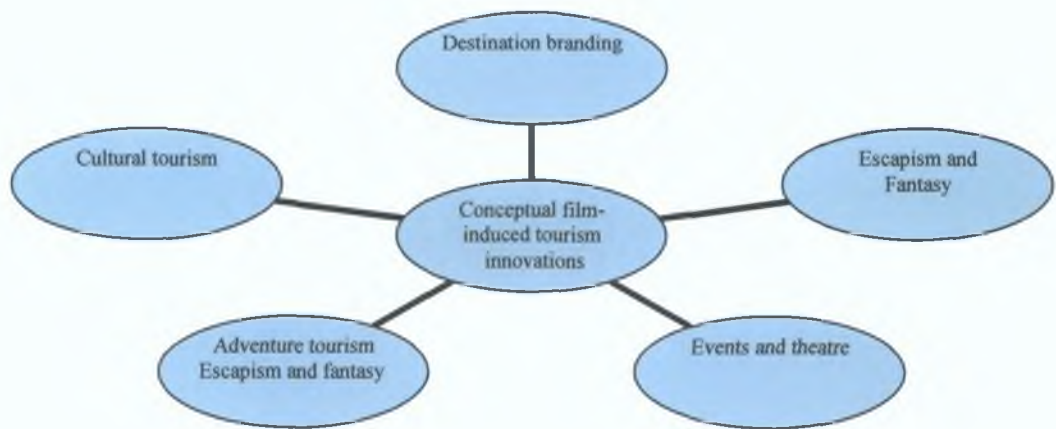 Destination branding
Cultural tourism
Escapism and
Fantasy
Conceptual film-
induced tourism
innovations
Adventure tourism
Escapism and fantasy
Events and theatre